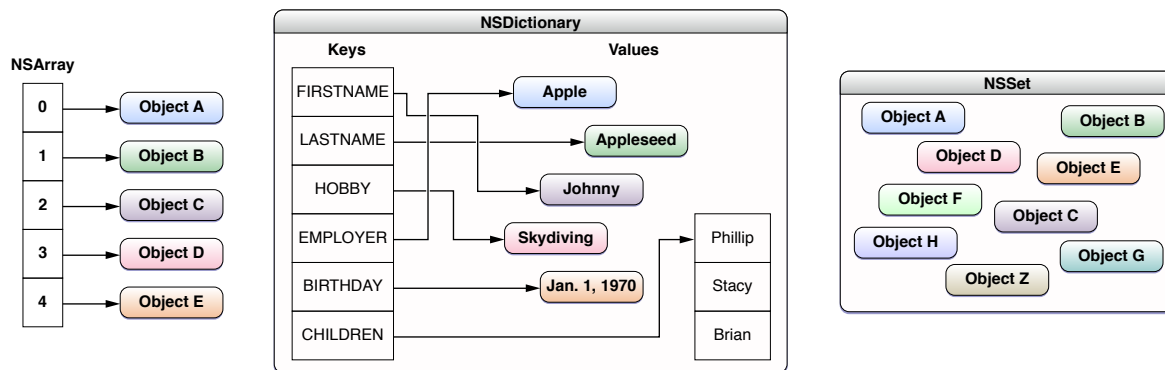 NSArray
0
Object A
1
Object B
2
Object C
3
Object D
4
Object E
NSDictionary
Keys
Values
FIRSTNAME
LASTNAME
HOBBY
EMPLOYER
BIRTHDAY
CHILDREN
Apple
Appleseed
Johnny
Skydiving
Jan. 1, 1970
Phillip
Stacy
Brian
NSSet
Object A
Object B
Object D
Object E
Object F
Object C
Object H
Object G
Object Z